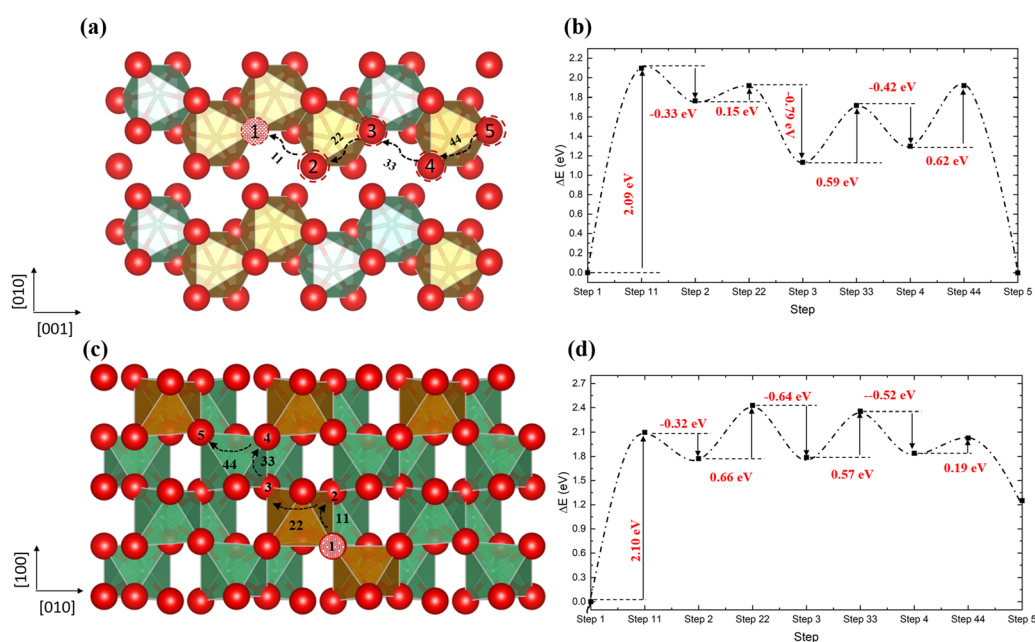 (a)
1
2
3
4
5
11
22
33
44
[010]
[001]
(b)
ΔE (eV)
2.2
2.0
1.8
1.6
1.4
1.2
1.0
0.8
0.6
0.4
0.2
0.0
2.09 eV
-0.33 eV
0.15 eV
-0.79 eV
0.59 eV
-0.42 eV
0.62 eV
Step 1 Step 11 Step 2 Step 22 Step 3 Step 33 Step 4 Step 44 Step 5
Step
(c)
5
4
44
33
3
2
22
11
1
[100]
[010]
(d)
ΔE (eV)
2.7
2.4
2.1
1.8
1.5
1.2
0.9
0.6
0.3
0.0
2.10 eV
-0.32 eV
0.66 eV
-0.64 eV
0.57 eV
--0.52 eV
0.19 eV
Step 1 Step 11 Step 2 Step 22 Step 3 Step 33 Step 4 Step 44 Step 5
Step